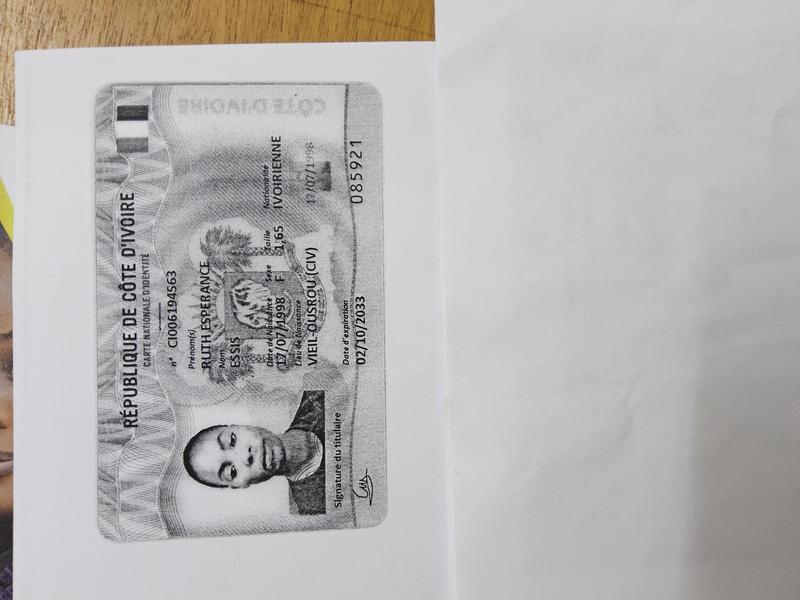 RÉPUBLIQUE DE CÔTE D'IVOIRE
CARTE NATIONALE D'IDENTITÉ
n° CI006194563
Prénom(s)
RUTH ESPERANCE
Nom
ESSIS
Date de Naissance Sexe Taille Nationalité
17/07/1998 F 1,65 IVOIRIENNE
Lieu de Naissance
VIEIL-OUSROU (CIV)
17/07/1998
Signature du titulaire
Date d'expiration
02/10/2033
085921
CÔTE D'IVOIRE